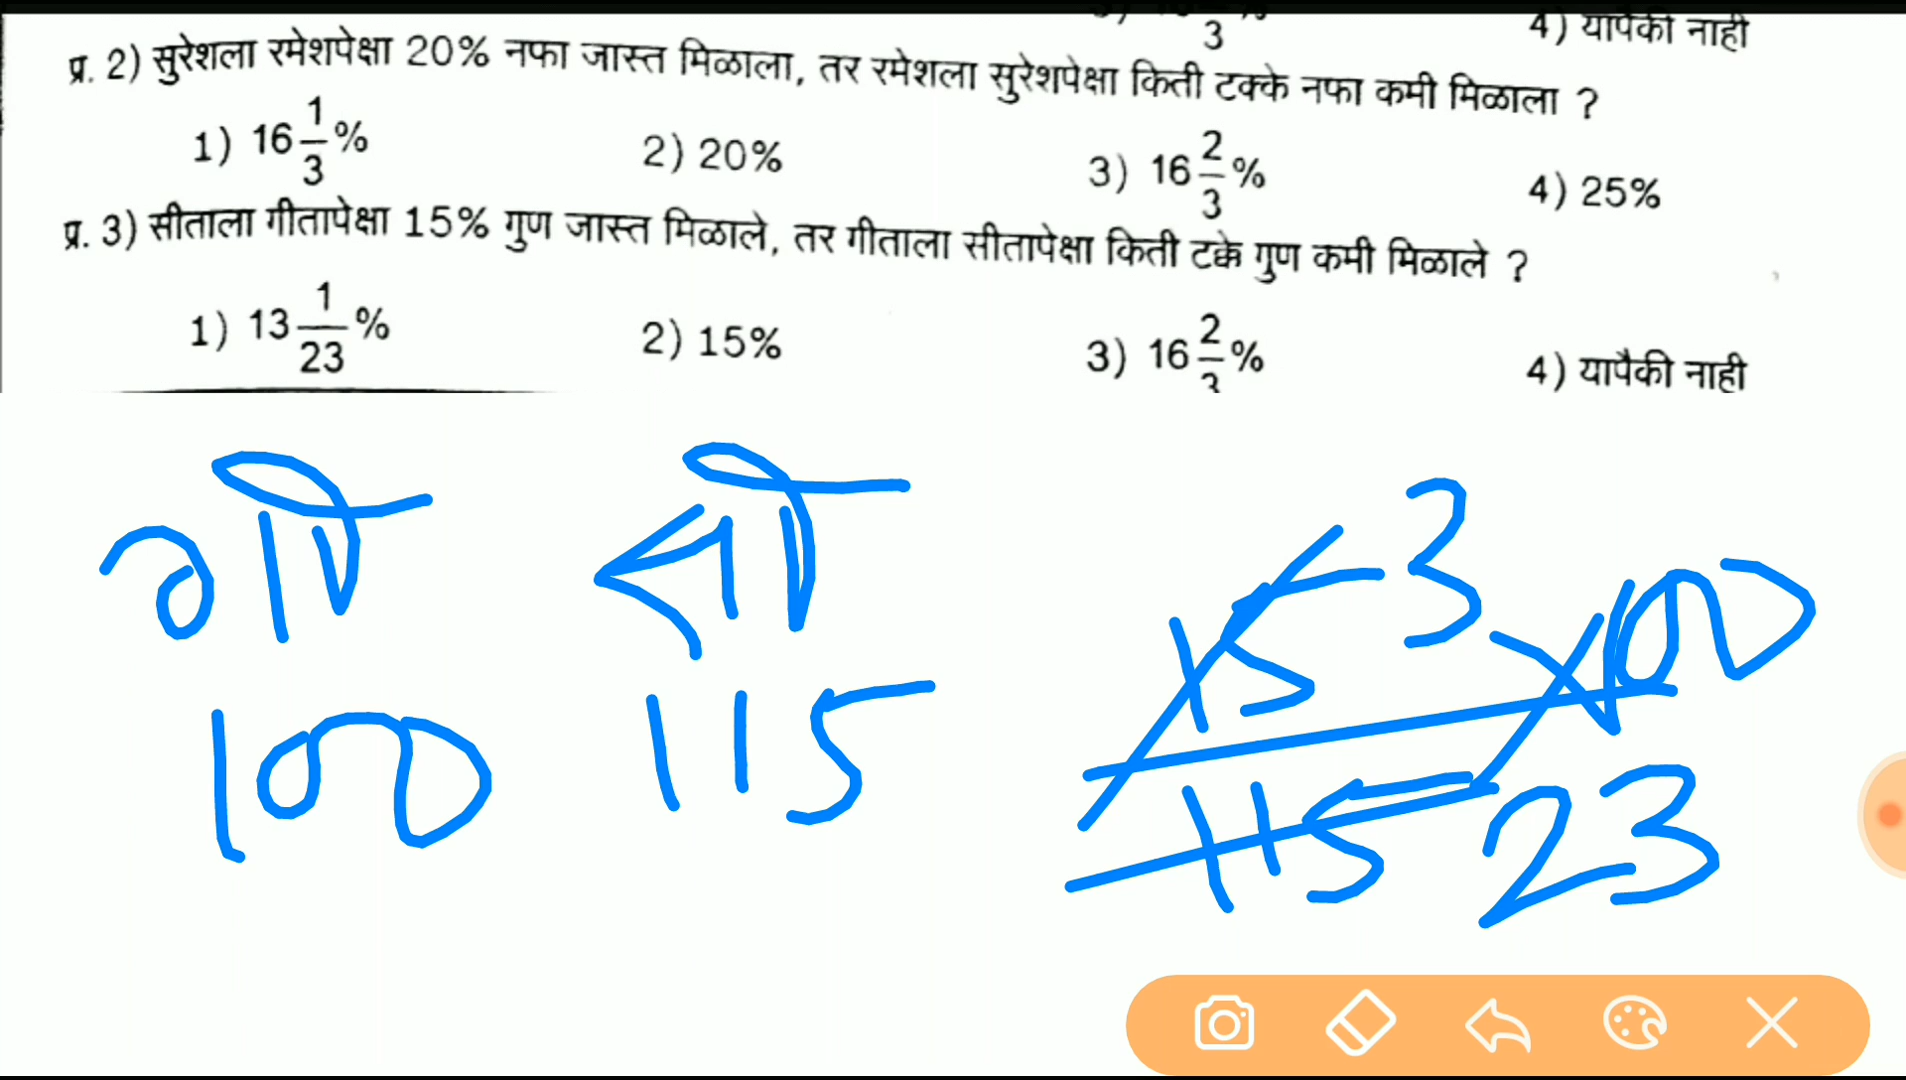 3
4) यापैकी नाही
प्र. 2) सुरेशला रमेशपेक्षा 20% नफा जास्त मिळाला, तर रमेशला सुरेशपेक्षा किती टक्के नफा कमी मिळाला ?
1) 16 1/3 % 2) 20% 3) 16 2/3 % 4) 25%
प्र. 3) सीताला गीतापेक्षा 15% गुण जास्त मिळाले, तर गीताला सीतापेक्षा किती टक्के गुण कमी मिळाले ?
1) 13 1/23 % 2) 15% 3) 16 2/3 % 4) यापैकी नाही
गी सी
100 115
15 3 × 100
115 23